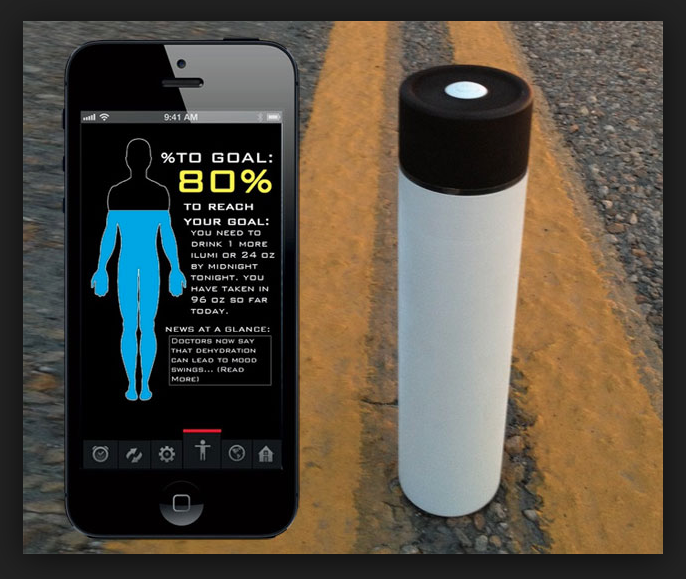 9:41 AM
%TO GOAL:
80%
TO REACH
YOUR GOAL:
YOU NEED TO
DRINK 1 MORE
ILUMI OR 24 OZ
BY MIDNIGHT
TONIGHT. YOU
HAVE TAKEN IN
96 OZ SO FAR
TODAY.
NEWS AT A GLANCE:
DOCTORS NOW SAY
THAT DEHYDRATION
CAN LEAD TO MOOD
SWINGS... (READ
MORE)